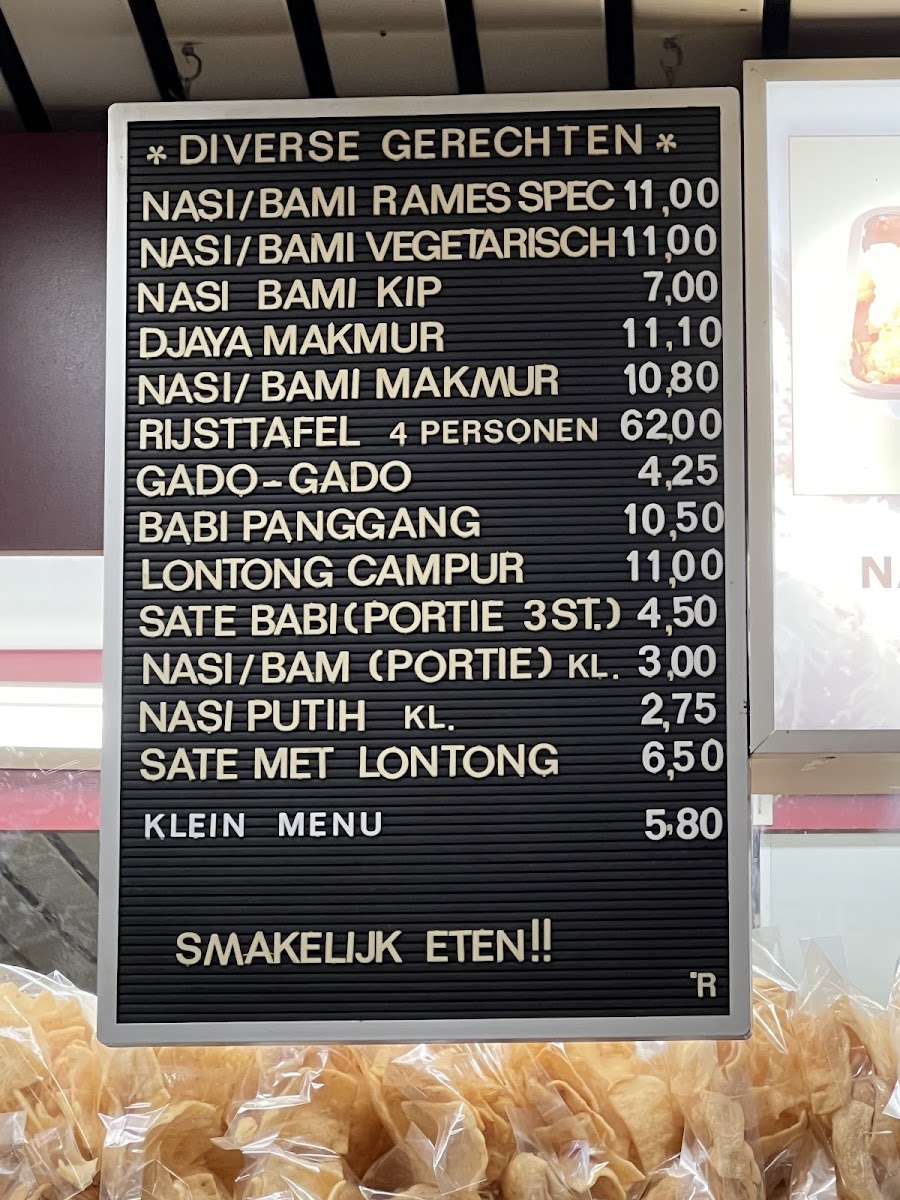 * DIVERSE GERECHTEN *
NASI/BAMI RAMES SPEC 11,00
NASI/BAMI VEGETARISCH 11,00
NASI BAMI KIP 7,00
DJAYA MAKMUR 11,10
NASI/BAMI MAKMUR 10,80
RIJSTTAFEL 4 PERSONEN 62,00
GADO-GADO 4,25
BABI PANGGANG 10,50
LONTONG CAMPUR 11,00
SATE BABI (PORTIE 3 ST.) 4,50
NASI/BAM (PORTIE) KL. 3,00
NASI PUTIH KL. 2,75
SATE MET LONTONG 6,50
KLEIN MENU 5,80
SMAKELIJK ETEN!!
R